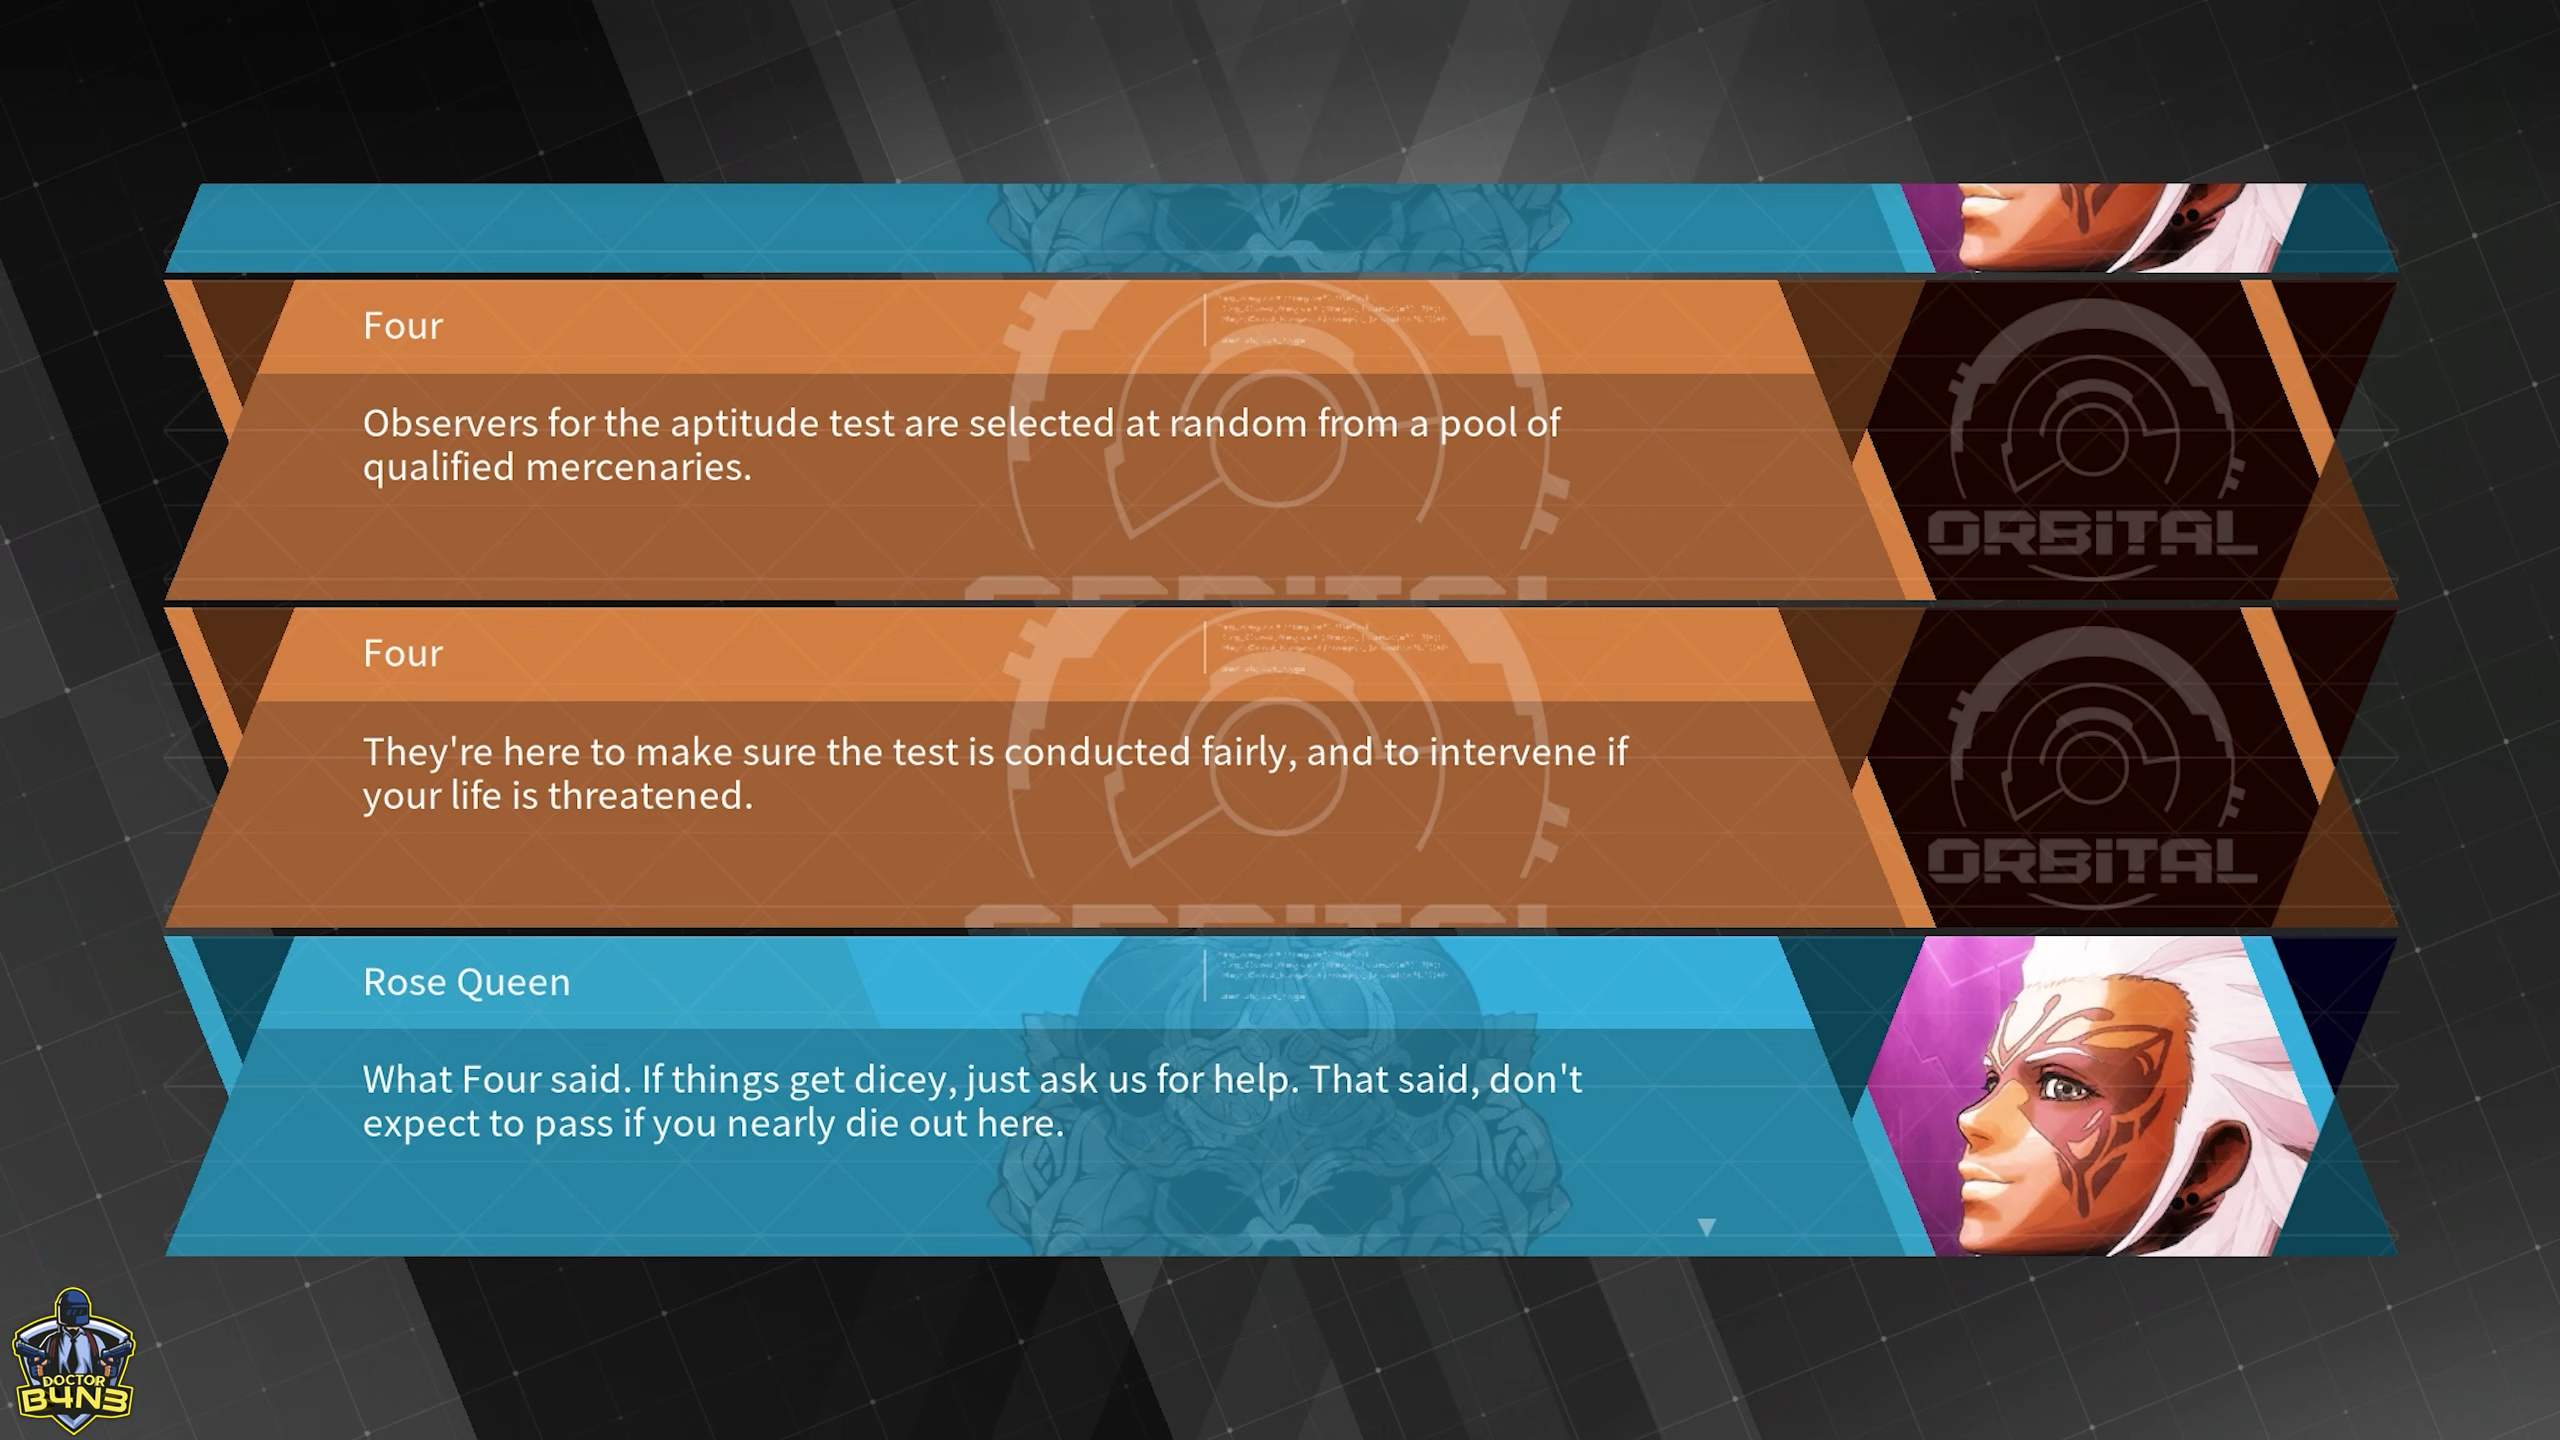 Four
Observers for the aptitude test are selected at random from a pool of
qualified mercenaries.
ORBITAL
Four
They're here to make sure the test is conducted fairly, and to intervene if
your life is threatened.
ORBITAL
Rose Queen
What Four said. If things get dicey, just ask us for help. That said, don't
expect to pass if you nearly die out here.
DOCTOR
B4N3